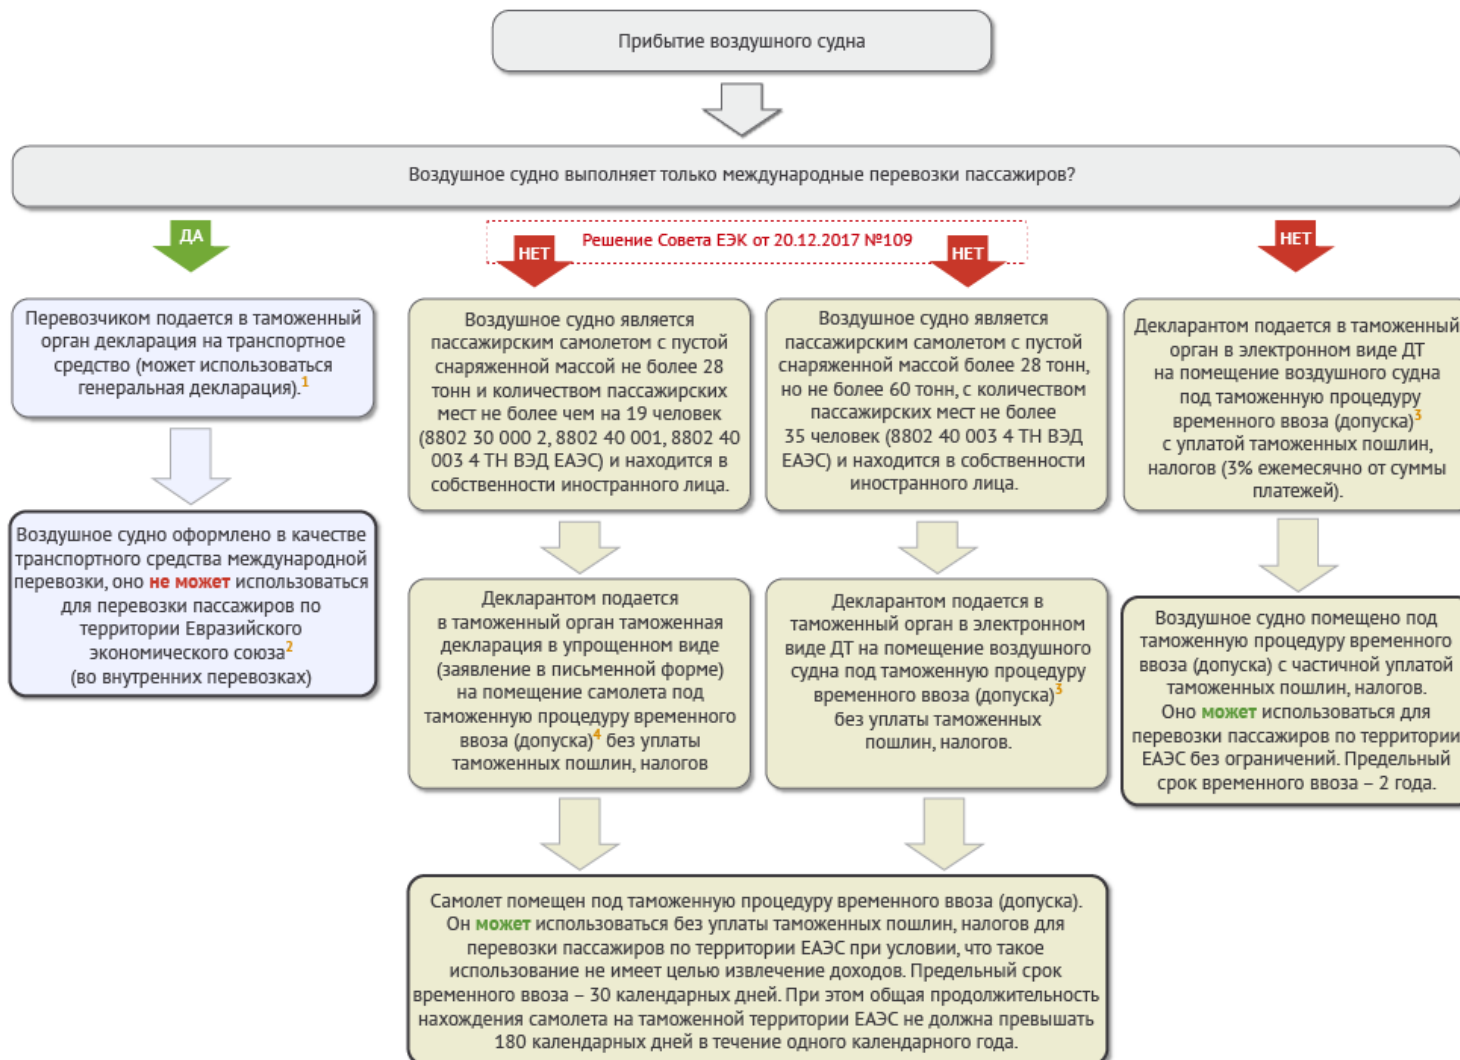 Прибытие воздушного судна
Воздушное судно выполняет только международные перевозки пассажиров?
ДА
НЕТ
Решение Совета ЕЭК от 20.12.2017 №109
НЕТ
НЕТ
Перевозчиком подается в таможенный
орган декларация на транспортное
средство (может использоваться
генеральная декларация).1
Воздушное судно оформлено в качестве
транспортного средства международной
перевозки, оно не может использоваться
для перевозки пассажиров по
территории Евразийского
экономического союза2
(во внутренних перевозках)
Воздушное судно является
пассажирским самолетом с пустой
снаряженной массой не более 28
тонн и количеством пассажирских
мест не более чем на 19 человек
(8802 30 000 2, 8802 40 001, 8802 40
003 4 ТН ВЭД ЕАЭС) и находится в
собственности иностранного лица.
Декларантом подается
в таможенный орган таможенная
декларация в упрощенном виде
(заявление в письменной форме)
на помещение самолета под
таможенную процедуру временного
ввоза (допуска)4 без уплаты
таможенных пошлин, налогов
Воздушное судно является
пассажирским самолетом с пустой
снаряженной массой более 28 тонн,
но не более 60 тонн, с количеством
пассажирских мест не более
35 человек (8802 40 003 4 ТН ВЭД
ЕАЭС) и находится в собственности
иностранного лица.
Декларантом подается в
таможенный орган в электронном
виде ДТ на помещение воздушного
судна под таможенную процедуру
временного ввоза (допуска)3
без уплаты таможенных
пошлин, налогов.
Самолет помещен под таможенную процедуру временного ввоза (допуска).
Он может использоваться без уплаты таможенных пошлин, налогов для
перевозки пассажиров по территории ЕАЭС при условии, что такое
использование не имеет целью извлечение доходов. Предельный срок
временного ввоза – 30 календарных дней. При этом общая продолжительность
нахождения самолета на таможенной территории ЕАЭС не должна превышать
180 календарных дней в течение одного календарного года.
Декларантом подается в таможенный
орган в электронном виде ДТ
на помещение воздушного судна
под таможенную процедуру
временного ввоза (допуска)3
с уплатой таможенных пошлин,
налогов (3% ежемесячно от суммы
платежей).
Воздушное судно помещено под
таможенную процедуру временного
ввоза (допуска) с частичной уплатой
таможенных пошлин, налогов.
Оно может использоваться для
перевозки пассажиров по территории
ЕАЭС без ограничений. Предельный
срок временного ввоза – 2 года.